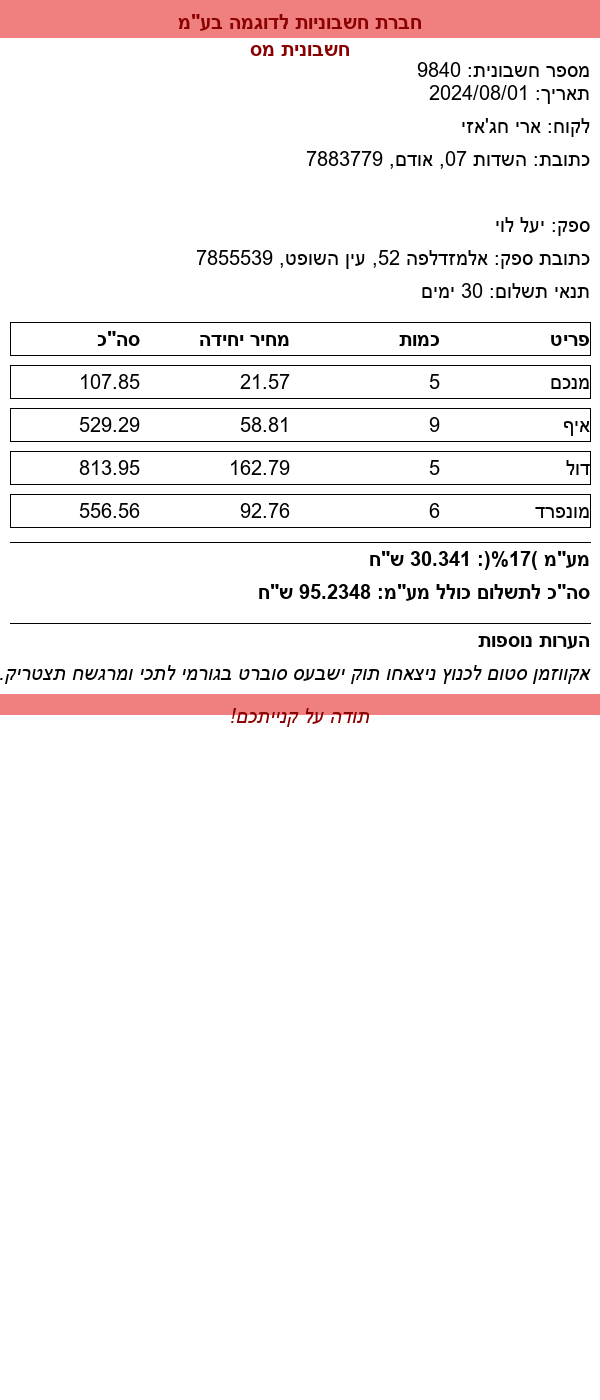 חברת חשבוניות לדוגמה בע"מ
חשבונית מס
מספר חשבונית: 9840
תאריך: 2024/08/01
לקוח: ארי חג'אזי
כתובת: השדות 07, אודם, 7883779
ספק: יעל לוי
כתובת ספק: אלמזדלפה 52, עין השופט, 7855539
תנאי תשלום: 30 ימים
פריט כמות מחיר יחידה סה"כ
מנכם 5 21.57 107.85
איף 9 58.81 529.29
דול 5 162.79 813.95
מונפרד 6 92.76 556.56
מע"מ )17%(: 30.341 ש"ח
סה"כ לתשלום כולל מע"מ: 95.2348 ש"ח
הערות נוספות
אקווזמן סטום לכנוץ ניצאחו תוק ישבעס סוברט בגורמי לתכי ומרגשח תצטריק.
תודה על קנייתכם!